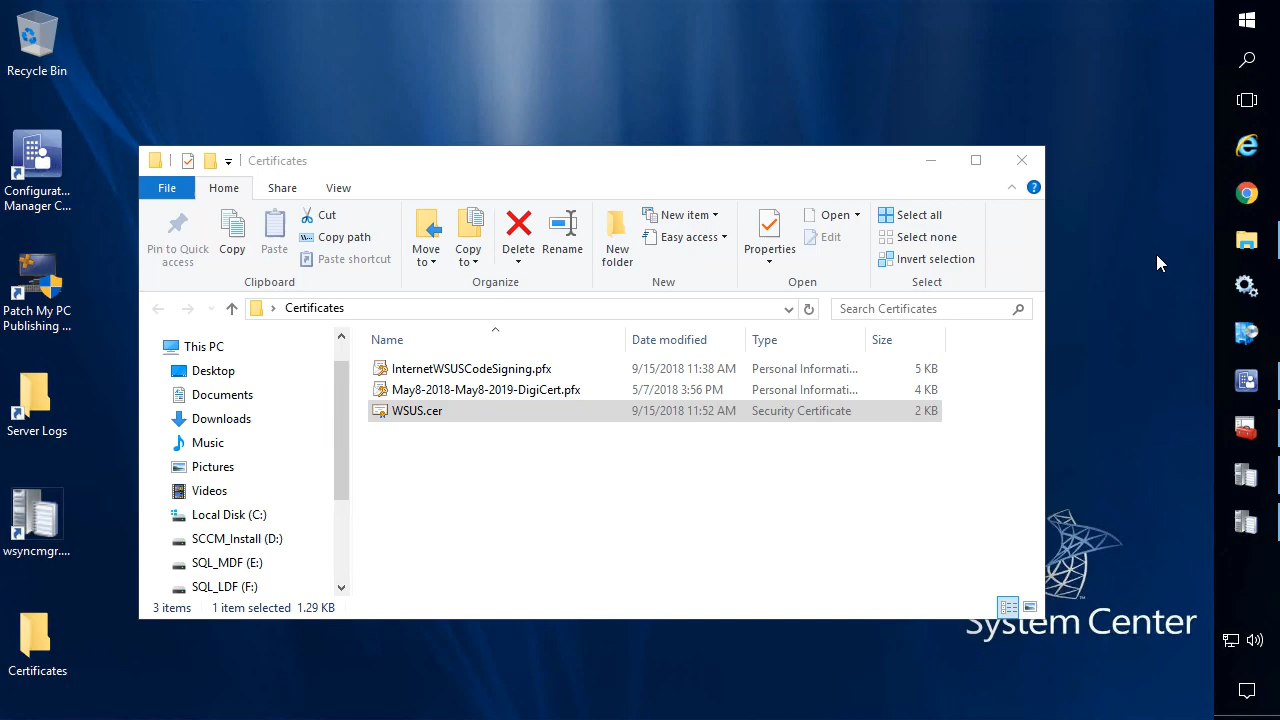 Recycle Bin
Configurat...
Manager C...
Patch My PC
Publishing ...
Server Logs
wsyncmgr....
Certificates
Certificates
File
Home
Share
View
Pin to Quick
access
Copy
Paste
Cut
Copy path
Paste shortcut
Clipboard
Move
to
Copy
to
Delete
Rename
Organize
New
folder
New item
Easy access
New
Properties
Open
Edit
Open
Select all
Select none
Invert selection
Select
Certificates
Search Certificates
This PC
Desktop
Documents
Downloads
Music
Pictures
Videos
Local Disk (C:)
SCCM_Install (D:)
SQL_MDF (E:)
SQL_LDF (F:)
Name Date modified Type Size
InternetWSUSCodeSigning.pfx 9/15/2018 11:38 AM Personal Informati... 5 KB
May8-2018-May8-2019-DigiCert.pfx 5/7/2018 3:56 PM Personal Informati... 4 KB
WSUS.cer 9/15/2018 11:52 AM Security Certificate 2 KB
3 items 1 item selected 1.29 KB
System Center